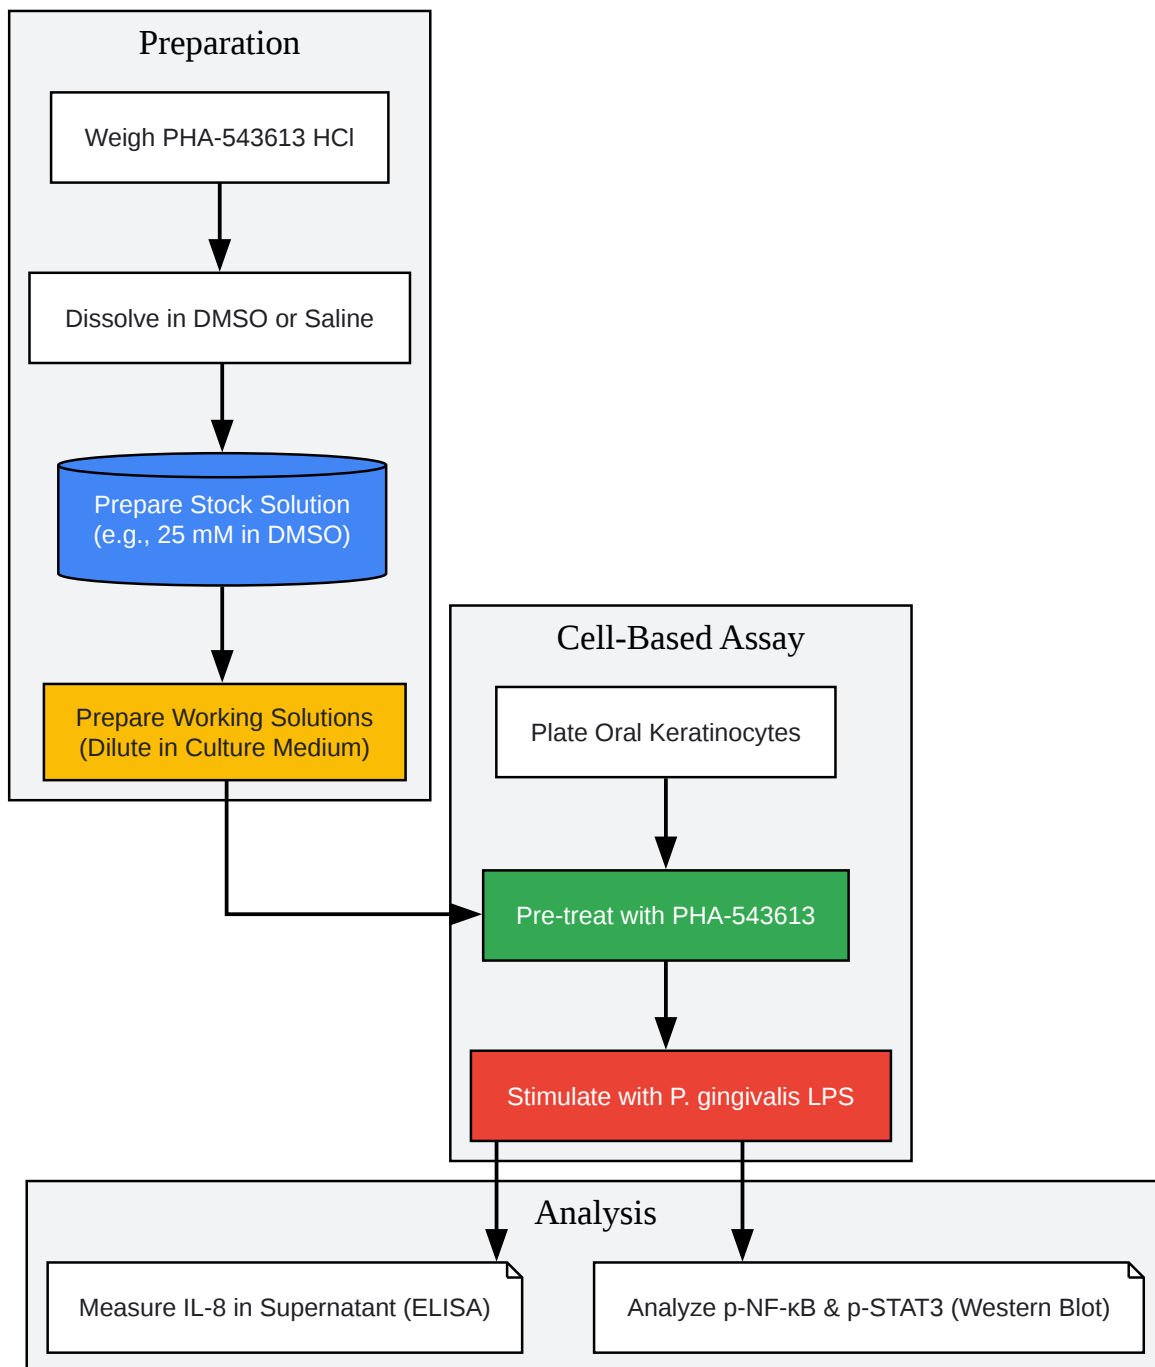 Preparation
Weigh PHA-543613 HCl
Dissolve in DMSO or Saline
Prepare Stock Solution
(e.g., 25 mM in DMSO)
Prepare Working Solutions
(Dilute in Culture Medium)
Cell-Based Assay
Plate Oral Keratinocytes
Pre-treat with PHA-543613
Stimulate with P. gingivalis LPS
Analysis
Measure IL-8 in Supernatant (ELISA)
Analyze p-NF-κB & p-STAT3 (Western Blot)